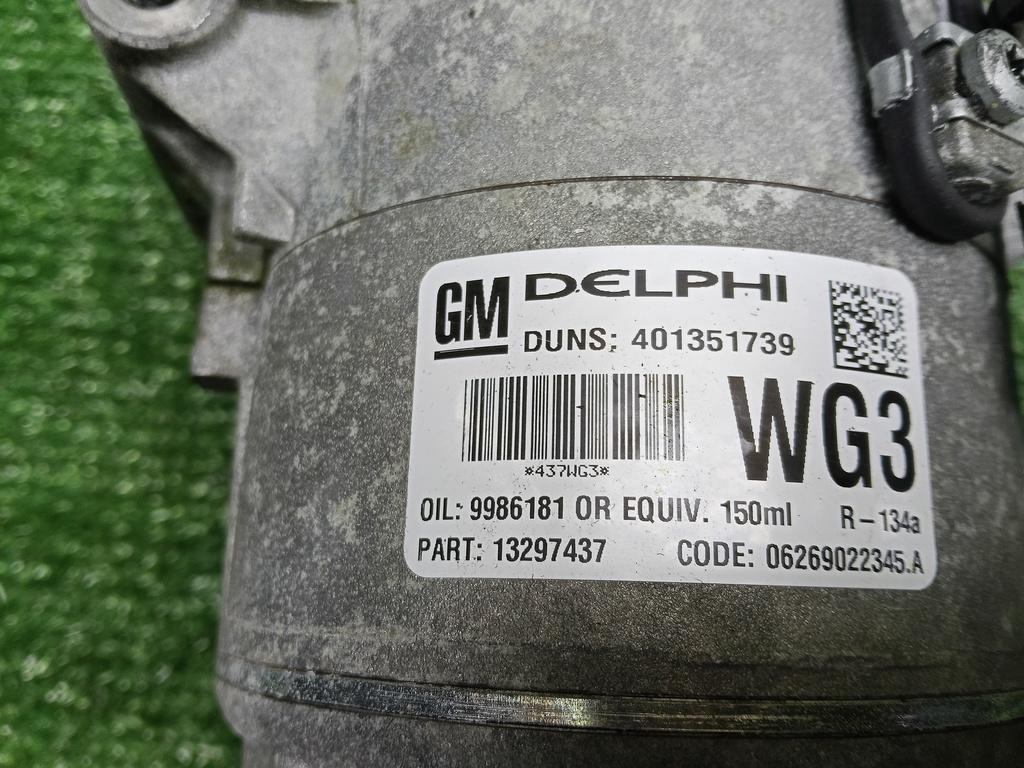 GM DELPHI
DUNS: 401351739
*437WG3*
WG3
OIL: 9986181 OR EQUIV. 150ml R-134a
PART: 13297437 CODE: 06269022345.A